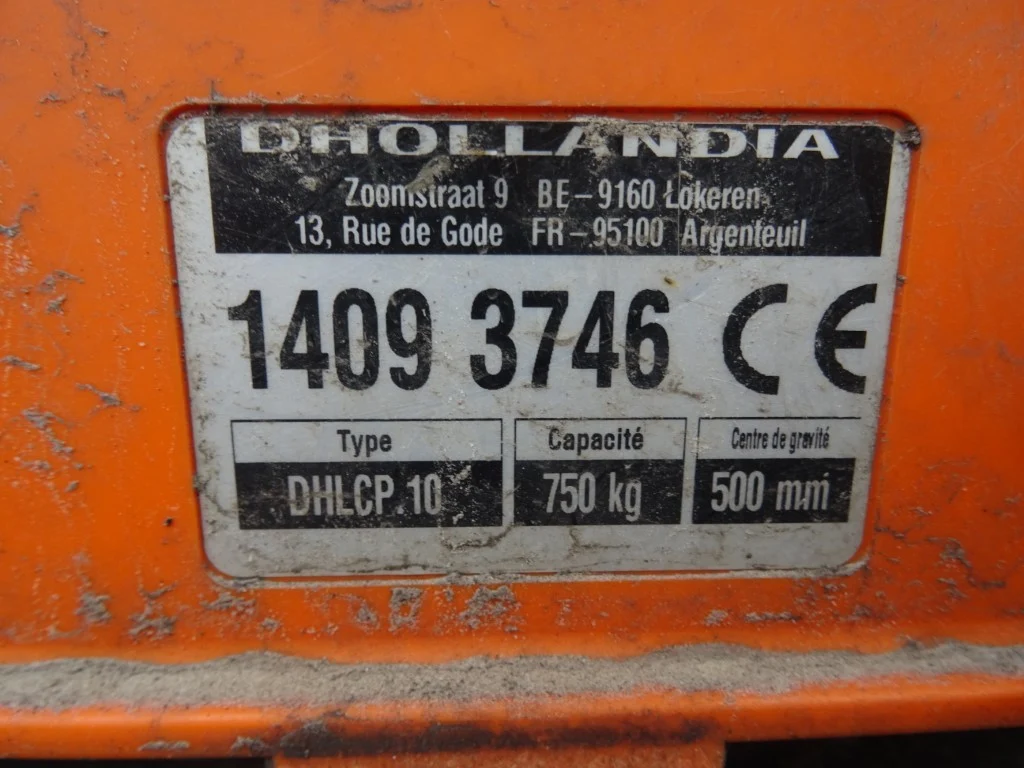 DHOLLANDIA
Zoomstraat 9 BE-9160 Lokeren
13, Rue de Gode FR-95100 Argenteuil
1409 3746 CE
Type Capacité Centre de gravité
DHLCP.10 750 kg 500 mm